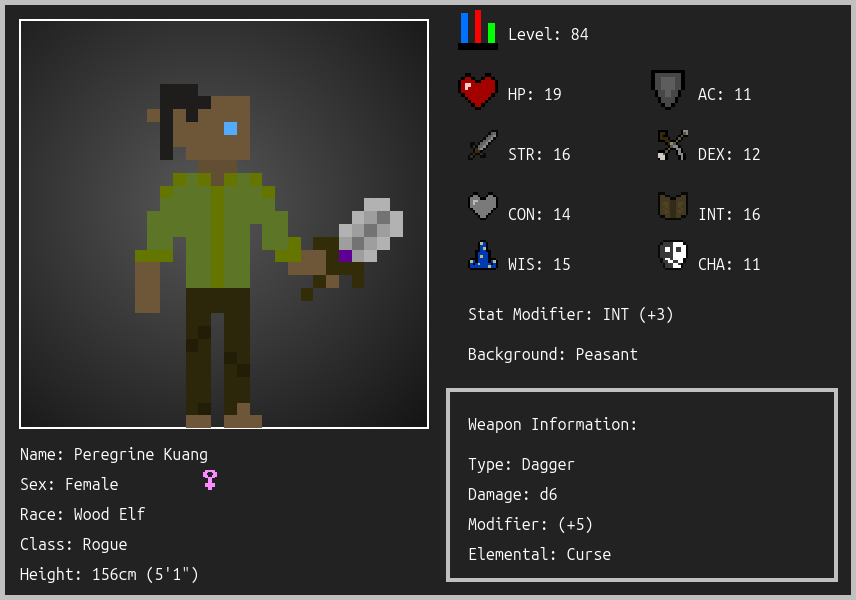 Level: 84
HP: 19
AC: 11
STR: 16
DEX: 12
CON: 14
INT: 16
WIS: 15
CHA: 11
Stat Modifier: INT (+3)
Background: Peasant
Weapon Information:
Type: Dagger
Damage: d6
Modifier: (+5)
Elemental: Curse
Name: Peregrine Kuang
Sex: Female
Race: Wood Elf
Class: Rogue
Height: 156cm (5'1")